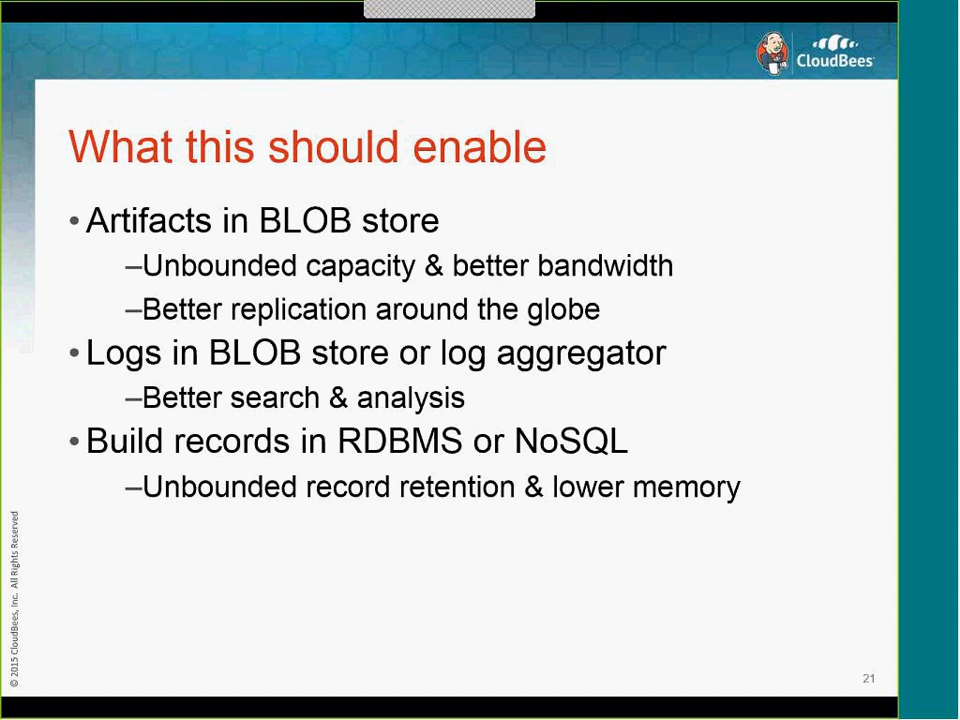 CloudBees
What this should enable
• Artifacts in BLOB store
–Unbounded capacity & better bandwidth
–Better replication around the globe
• Logs in BLOB store or log aggregator
–Better search & analysis
• Build records in RDBMS or NoSQL
–Unbounded record retention & lower memory
© 2015 CloudBees, Inc. All Rights Reserved
21